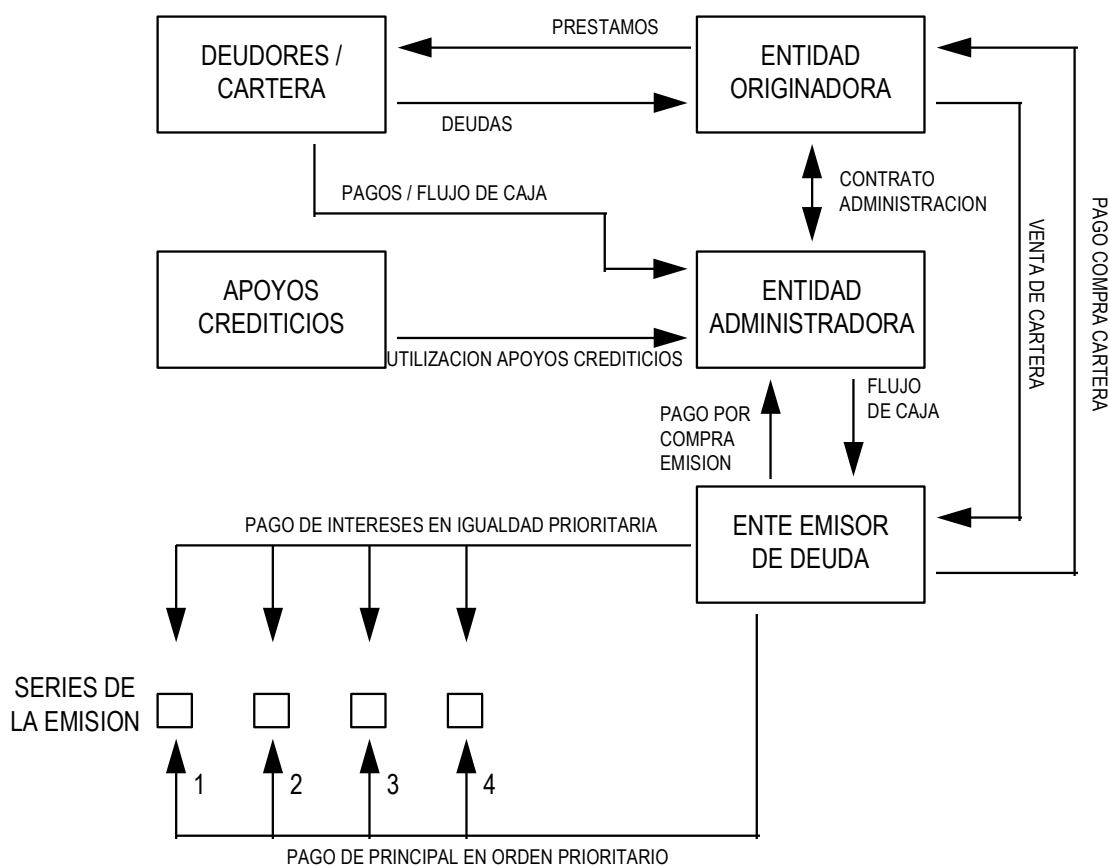 PRESTAMOS
DEUDORES /
CARTERA
ENTIDAD
ORIGINADORA
DEUDAS
PAGOS / FLUJO DE CAJA
CONTRATO
ADMINISTRACION
VENTA DE CARTERA
PAGO COMPRA CARTERA
APOYOS
CREDITICIOS
ENTIDAD
ADMINISTRADORA
UTILIZACION APOYOS CREDITICIOS
PAGO POR
COMPRA
EMISION
FLUJO
DE CAJA
PAGO DE INTERESES EN IGUALDAD PRIORITARIA
ENTE EMISOR
DE DEUDA
SERIES DE
LA EMISION
1 2 3 4
PAGO DE PRINCIPAL EN ORDEN PRIORITARIO